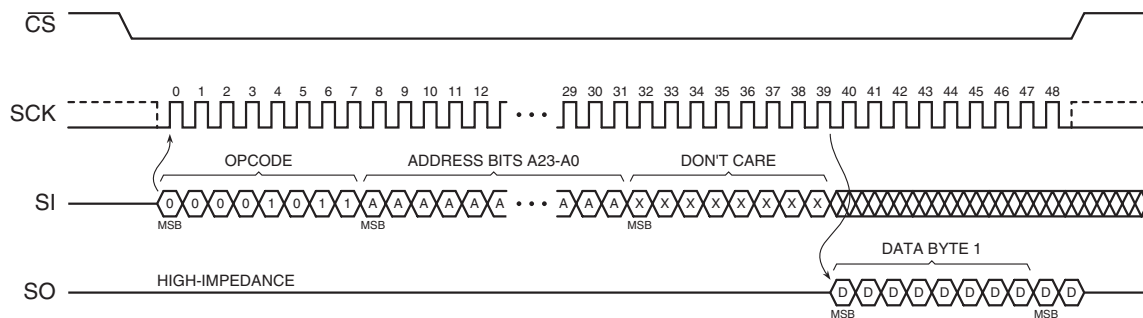 CS
0 1 2 3 4 5 6 7 8 9 10 11 12 29 30 31 32 33 34 35 36 37 38 39 40 41 42 43 44 45 46 47 48
SCK
OPCODE ADDRESS BITS A23-A0 DON'T CARE
SI 0 0 0 0 1 0 1 1 A A A A A A A A A X X X X X X X X
MSB MSB MSB
DATA BYTE 1
HIGH-IMPEDANCE
SO D D D D D D D D D D
MSB MSB